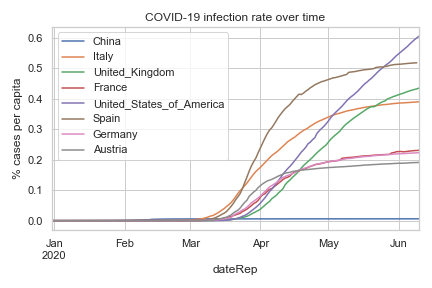 COVID-19 infection rate over time
% cases per capita
0.6
0.5
0.4
0.3
0.2
0.1
0.0
China
Italy
United_Kingdom
France
United_States_of_America
Spain
Germany
Austria
Jan Feb Mar Apr May Jun
2020
dateRep